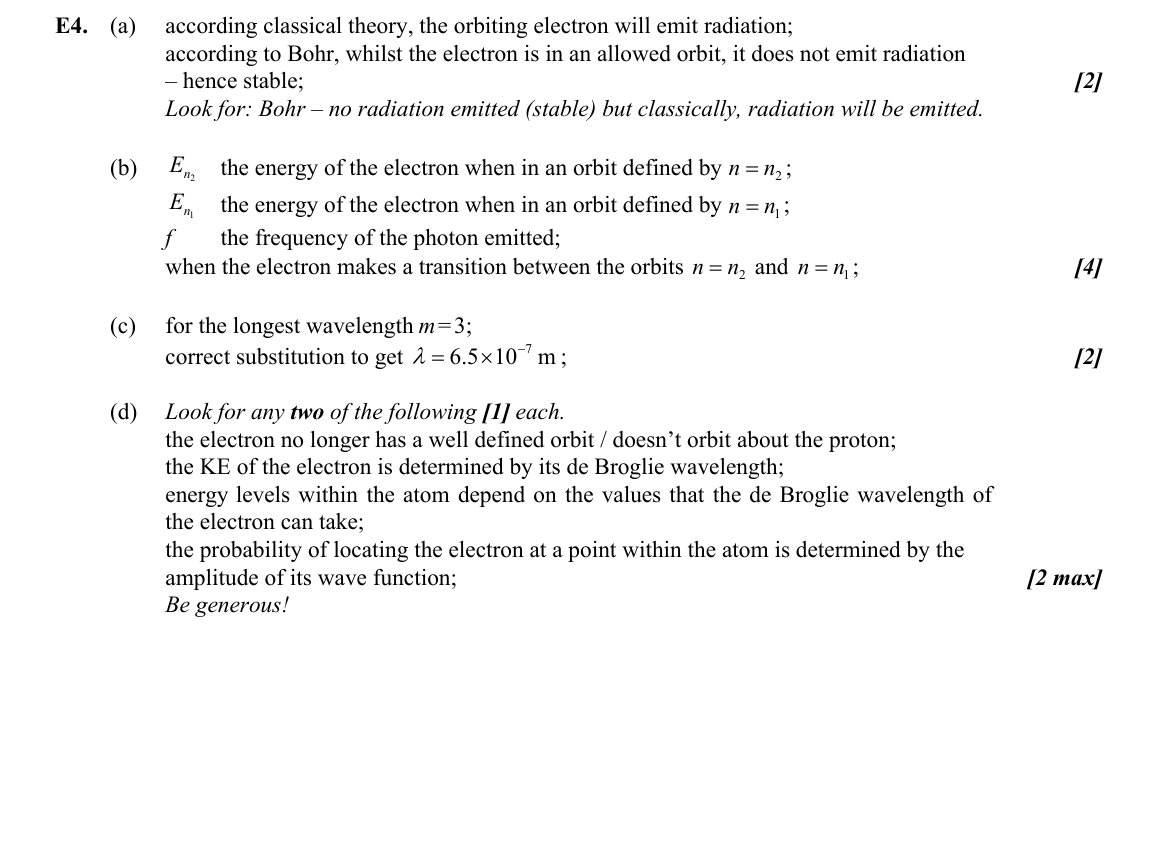 E4. (a) according classical theory, the orbiting electron will emit radiation;
according to Bohr, whilst the electron is in an allowed orbit, it does not emit radiation
– hence stable; [2]
Look for: Bohr – no radiation emitted (stable) but classically, radiation will be emitted.
(b) Eₙ₂ the energy of the electron when in an orbit defined by n = n₂;
Eₙ₁ the energy of the electron when in an orbit defined by n = n₁;
f the frequency of the photon emitted;
when the electron makes a transition between the orbits n = n₂ and n = n₁; [4]
(c) for the longest wavelength m = 3;
correct substitution to get λ = 6.5×10⁻⁷ m; [2]
(d) Look for any two of the following [1] each.
the electron no longer has a well defined orbit / doesn’t orbit about the proton;
the KE of the electron is determined by its de Broglie wavelength;
energy levels within the atom depend on the values that the de Broglie wavelength of
the electron can take;
the probability of locating the electron at a point within the atom is determined by the
amplitude of its wave function; [2 max]
Be generous!